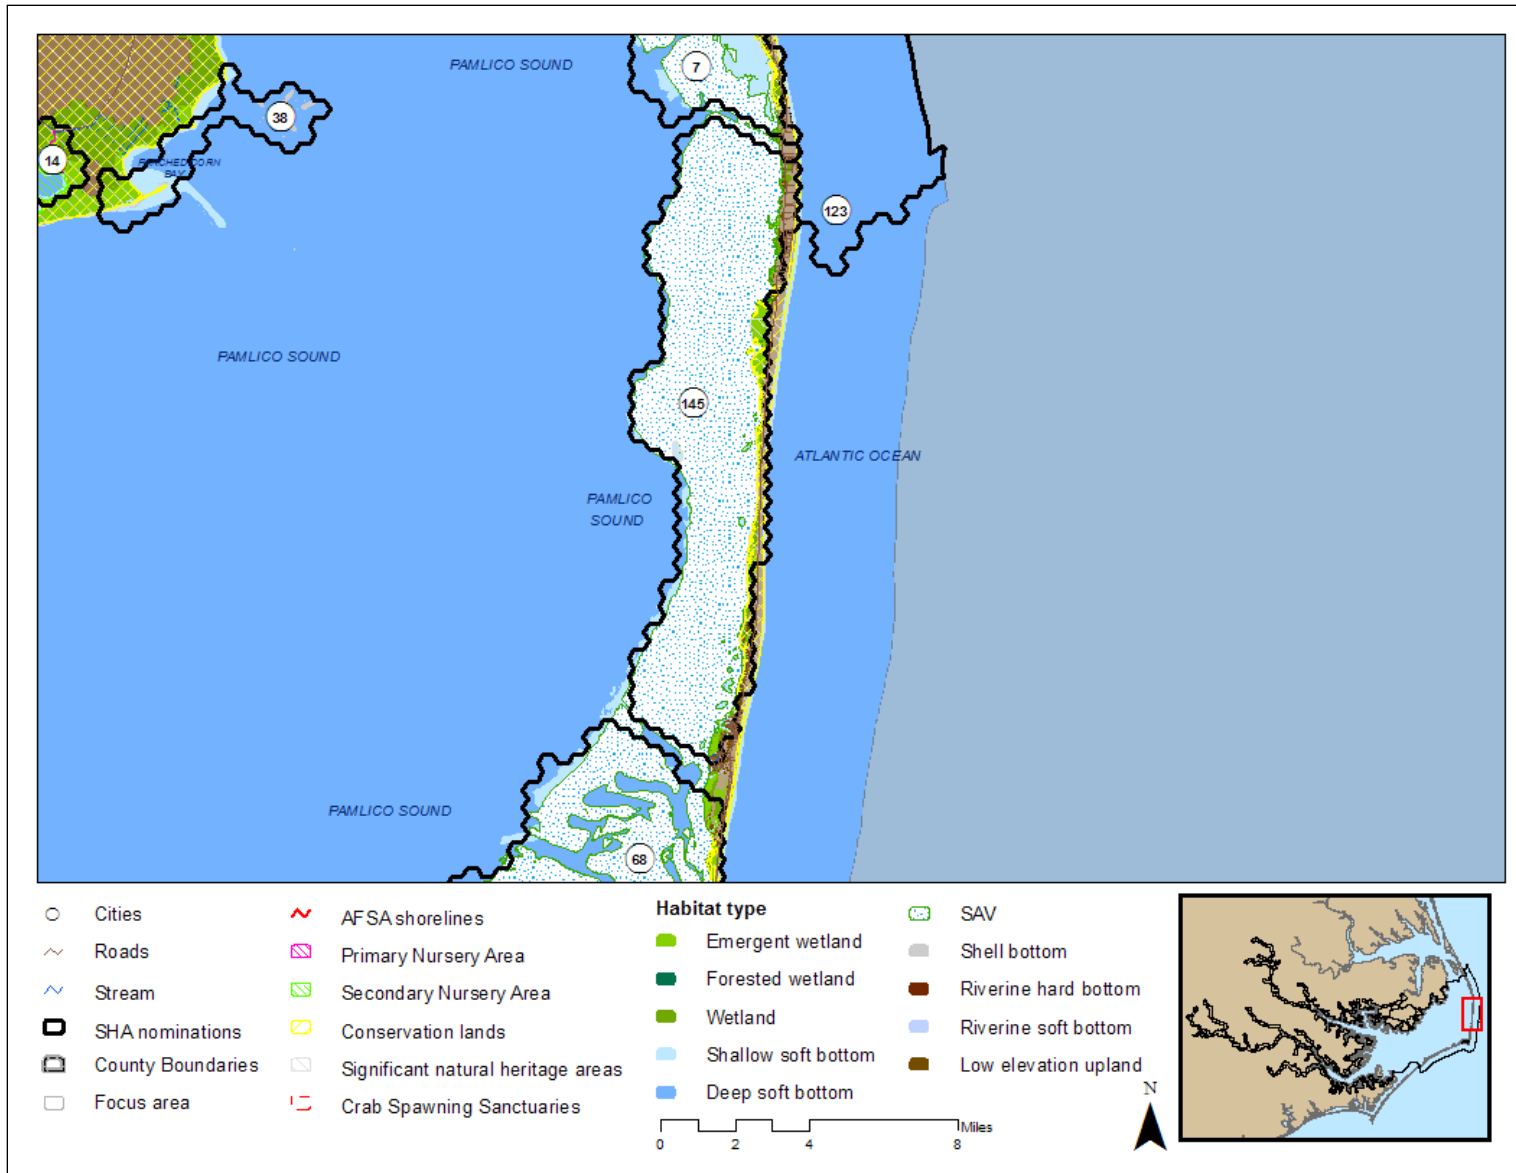 PAMLICO SOUND
7
38
14
PUNCHED CORN
BAY
123
PAMLICO SOUND
145
ATLANTIC OCEAN
PAMLICO
SOUND
PAMLICO SOUND
68
Cities
Roads
Stream
SHA nominations
County Boundaries
Focus area
AFSA shorelines
Primary Nursery Area
Secondary Nursery Area
Conservation lands
Significant natural heritage areas
Crab Spawning Sanctuaries
Habitat type
Emergent wetland
Forested wetland
Wetland
Shallow soft bottom
Deep soft bottom
SAV
Shell bottom
Riverine hard bottom
Riverine soft bottom
Low elevation upland
Miles
0 2 4 8
N